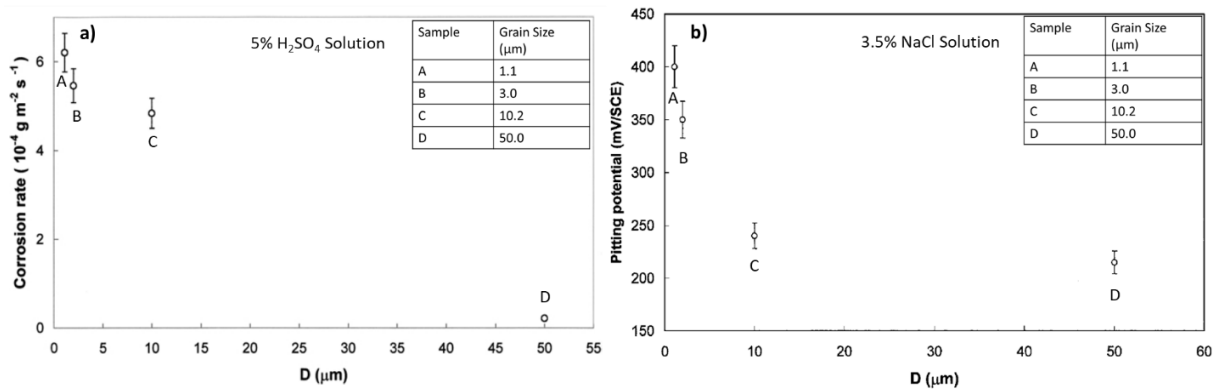 a)
5% H₂SO₄ Solution
Sample Grain Size (μm)
A 1.1
B 3.0
C 10.2
D 50.0
Corrosion rate ( 10⁻⁴ g m⁻² s ⁻¹)
6
4
2
0
A
B
C
D
0 5 10 15 20 25 30 35 40 45 50 55
D (μm)
b)
3.5% NaCl Solution
Sample Grain Size (μm)
A 1.1
B 3.0
C 10.2
D 50.0
Pitting potential (mV/SCE)
450
400
350
300
250
200
150
A
B
C
D
0 10 20 30 40 50 60
D (μm)